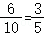 6/10 = 3/5